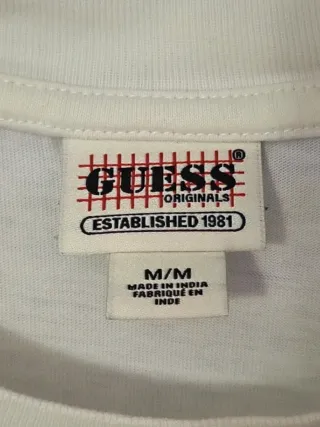 GUESS®
ORIGINALS
ESTABLISHED 1981
M/M
MADE IN INDIA
FABRIQUÉ EN
INDE